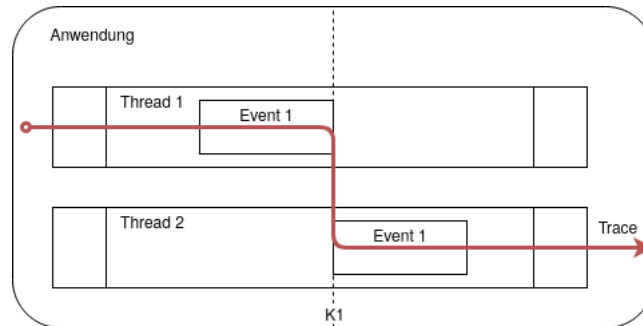 Anwendung
Thread 1
Event 1
Thread 2
Event 1
Trace
K1